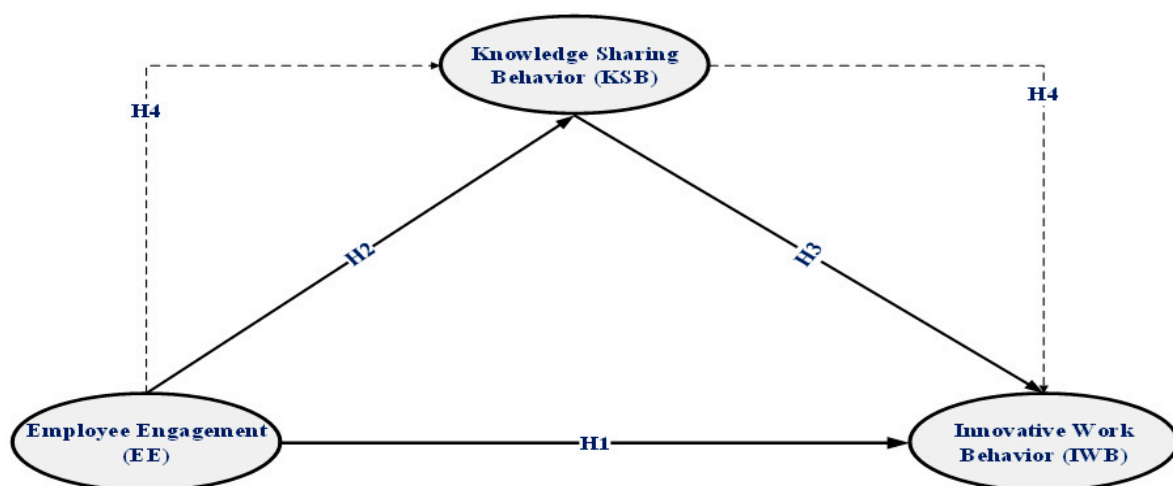 Knowledge Sharing
Behavior (KSB)
H4
H4
H2
H3
Employee Engagement
(EE)
H1
Innovative Work
Behavior (IWB)